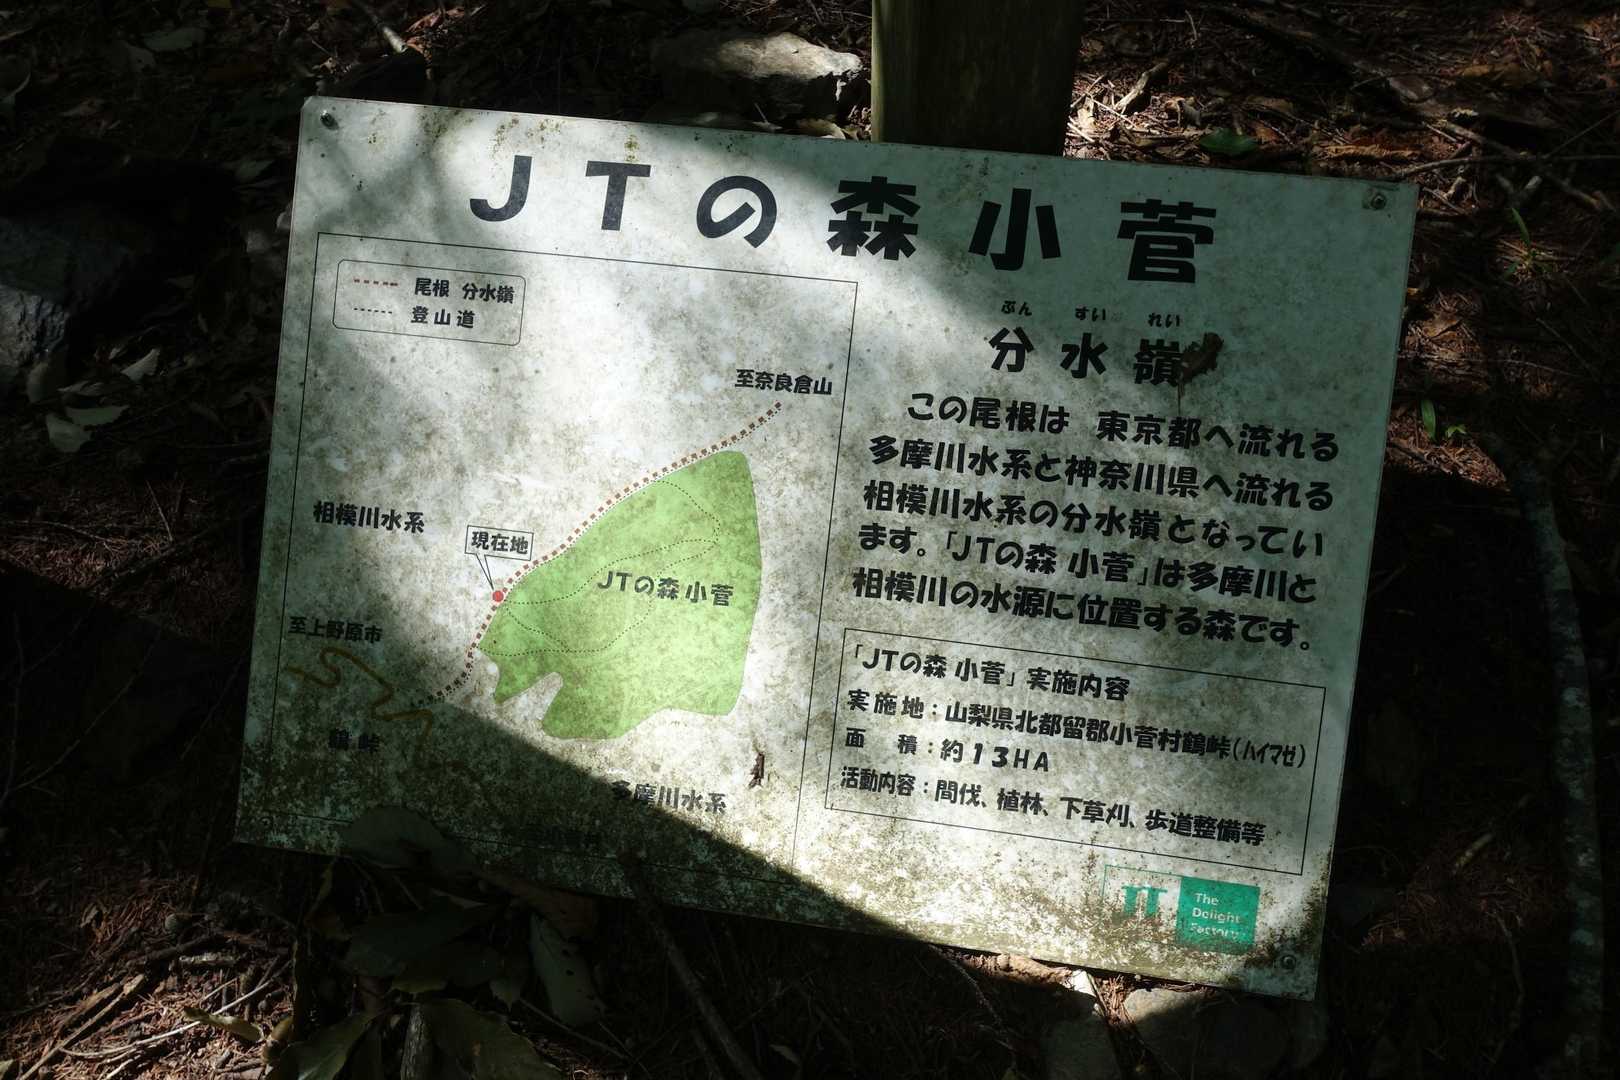 JTの森小菅
尾根 分水嶺
登山道
至奈良倉山
相模川水系
現在地
JTの森 小菅
至上野原市
鶴峠
多摩川水系
ぶん すい れい
分水嶺
この尾根は 東京都へ流れる
多摩川水系と神奈川県へ流れる
相模川水系の分水嶺となってい
ます。「JTの森 小菅」は多摩川と
相模川の水源に位置する森です。
「JTの森 小菅」実施内容
実施地：山梨県北都留郡小菅村鶴峠(ハイマゼ)
面 積：約13HA
活動内容：間伐、植林、下草刈、歩道整備等
JT
The
Delight
Factory